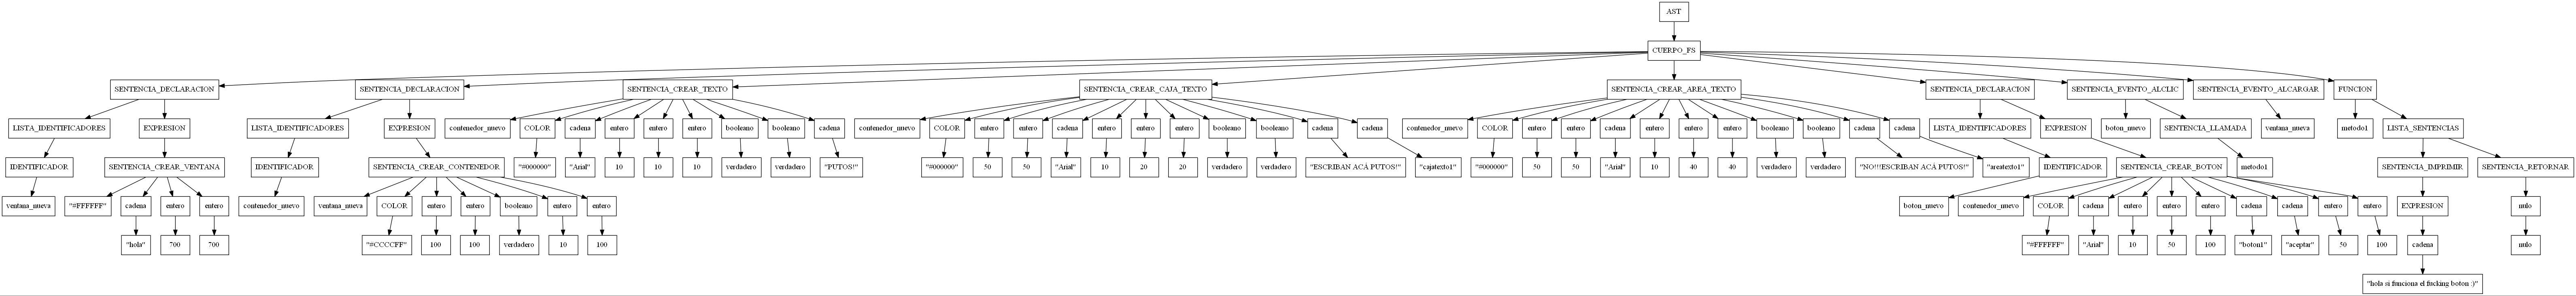 AST
CUERPO_FS
SENTENCIA_DECLARACION SENTENCIA_DECLARACION SENTENCIA_CREAR_TEXTO SENTENCIA_CREAR_CAJA_TEXTO SENTENCIA_CREAR_AREA_TEXTO SENTENCIA_DECLARACION SENTENCIA_EVENTO_ALCLIC SENTENCIA_EVENTO_ALCARGAR FUNCION
LISTA_IDENTIFICADORES EXPRESION LISTA_IDENTIFICADORES EXPRESION contenedor_nuevo COLOR cadena entero entero entero booleano booleano cadena contenedor_nuevo COLOR entero entero cadena entero entero entero booleano booleano cadena cadena contenedor_nuevo COLOR entero entero cadena entero entero entero booleano booleano cadena cadena LISTA_IDENTIFICADORES EXPRESION boton_nuevo SENTENCIA_LLAMADA ventana_nueva metodo1 LISTA_SENTENCIAS
IDENTIFICADOR SENTENCIA_CREAR_VENTANA IDENTIFICADOR SENTENCIA_CREAR_CONTENEDOR "#000000" "Arial" 10 10 10 verdadero verdadero "PUTOS!" "#000000" 50 50 "Arial" 10 20 20 verdadero verdadero "ESCRIBAN ACÁ PUTOS!" "cajatexto1" "#000000" 50 50 "Arial" 10 40 40 verdadero verdadero "NO!!!ESCRIBAN ACÁ PUTOS!" "areatexto1" IDENTIFICADOR SENTENCIA_CREAR_BOTON metodo1 SENTENCIA_IMPRIMIR SENTENCIA_RETORNAR
ventana_nueva "#FFFFFF" cadena entero entero contenedor_nuevo ventana_nueva COLOR entero entero booleano entero entero boton_nuevo contenedor_nuevo COLOR cadena entero entero entero cadena cadena entero entero EXPRESION nulo
"hola" 700 700 "#CCCCFF" 100 100 verdadero 10 100 "#FFFFFF" "Arial" 10 50 100 "boton1" "aceptar" 50 100 cadena nulo
"hola si funciona el fucking boton :)"